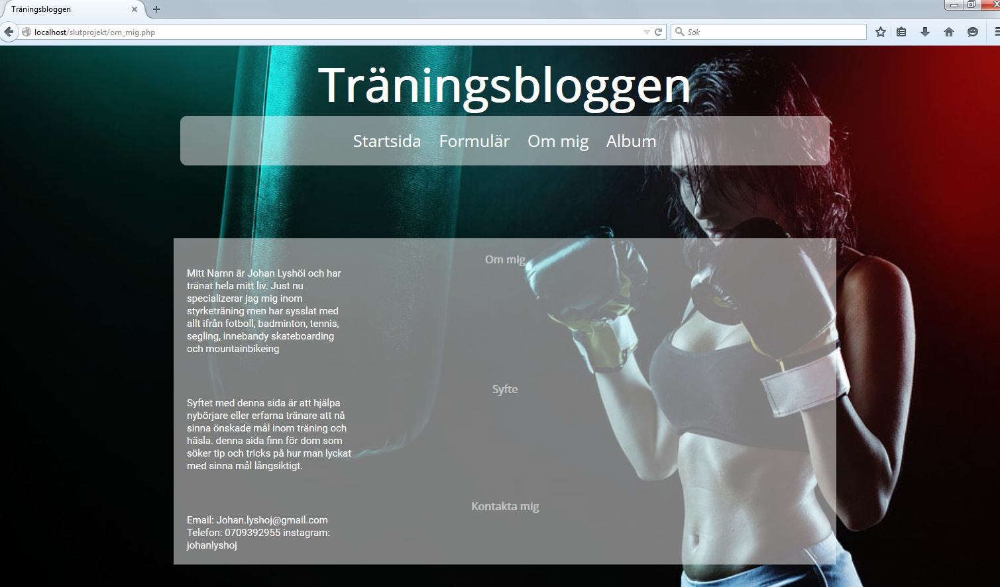 Träningsbloggen
localhost/slutprojekt/om_mig.php
Sök
Träningsbloggen
Startsida Formulär Om mig Album
Om mig
Mitt Namn är Johan Lyshöi och har
tränat hela mitt liv. Just nu
specializerar jag mig inom
styrketräning men har sysslat med
allt ifrån fotboll, badminton, tennis,
segling, innebandy skateboarding
och mountainbikeing
Syfte
Syftet med denna sida är att hjälpa
nybörjare eller erfarna tränare att nå
sinna önskade mål inom träning och
häsla. denna sida finn för dom som
söker tip och tricks på hur man lyckat
med sinna mål långsiktigt.
Kontakta mig
Email: Johan.lyshoj@gmail.com
Telefon: 0709392955 instagram:
johanlyshoj